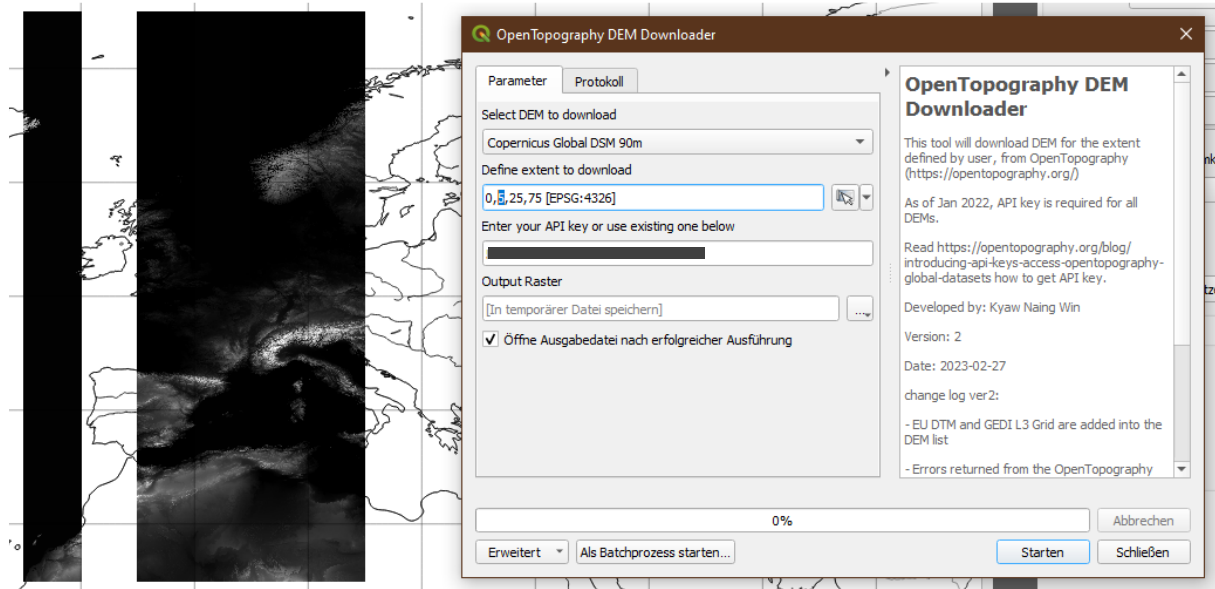 OpenTopography DEM Downloader
Parameter
Protokoll
Select DEM to download
Copernicus Global DSM 90m
Define extent to download
0,5,25,75 [EPSG:4326]
Enter your API key or use existing one below
Output Raster
[In temporärer Datei speichern]
...
Öffne Ausgabedatei nach erfolgreicher Ausführung
OpenTopography DEM
Downloader
This tool will download DEM for the extent
defined by user, from OpenTopography
(https://opentopography.org/)
As of Jan 2022, API key is required for all
DEMs.
Read https://opentopography.org/blog/
introducing-api-keys-access-opentopography-
global-datasets how to get API key.
Developed by: Kyaw Naing Win
Version: 2
Date: 2023-02-27
change log ver2:
- EU DTM and GEDI L3 Grid are added into the
DEM list
- Errors returned from the OpenTopography
0%
Abbrechen
Erweitert
Als Batchprozess starten...
Starten
Schließen